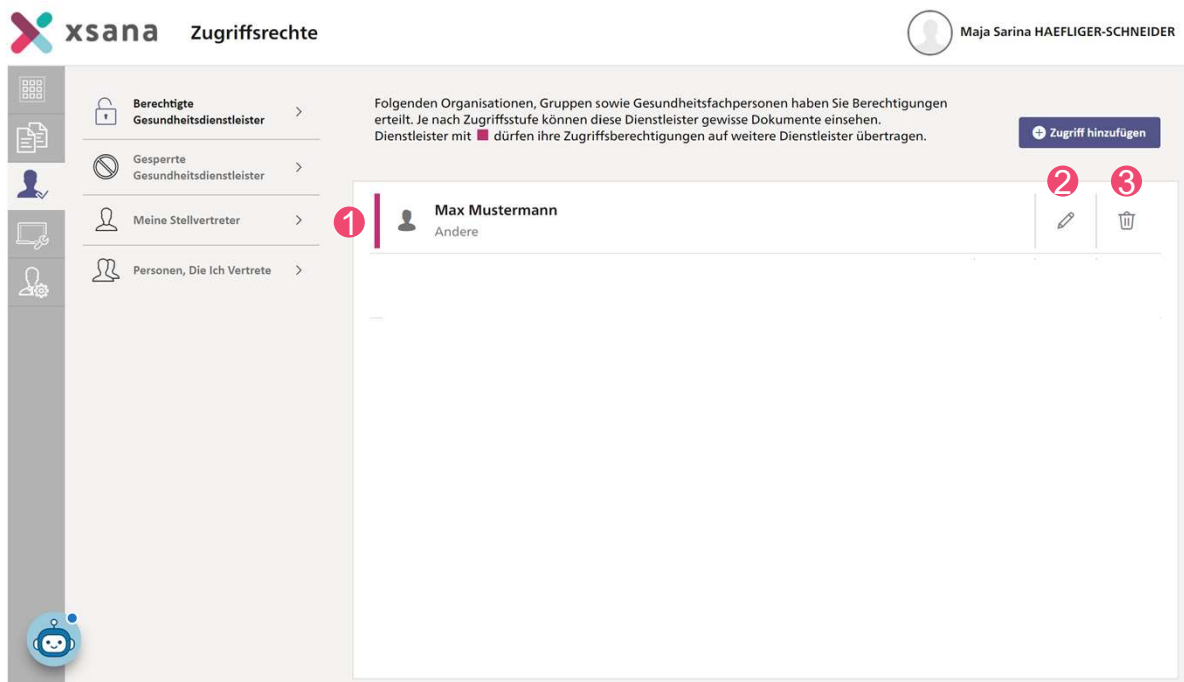 xsana Zugriffsrechte
Maja Sarina HAEFLIGER-SCHNEIDER
Berechtigte
Gesundheitsdienstleister
Gesperrte
Gesundheitsdienstleister
Meine Stellvertreter
Personen, Die Ich Vertrete
Folgenden Organisationen, Gruppen sowie Gesundheitsfachpersonen haben Sie Berechtigungen
erteilt. Je nach Zugriffsstufe können diese Dienstleister gewisse Dokumente einsehen.
Dienstleister mit dürfen ihre Zugriffsberechtigungen auf weitere Dienstleister übertragen.
Zugriff hinzufügen
1
Max Mustermann
Andere
2
3